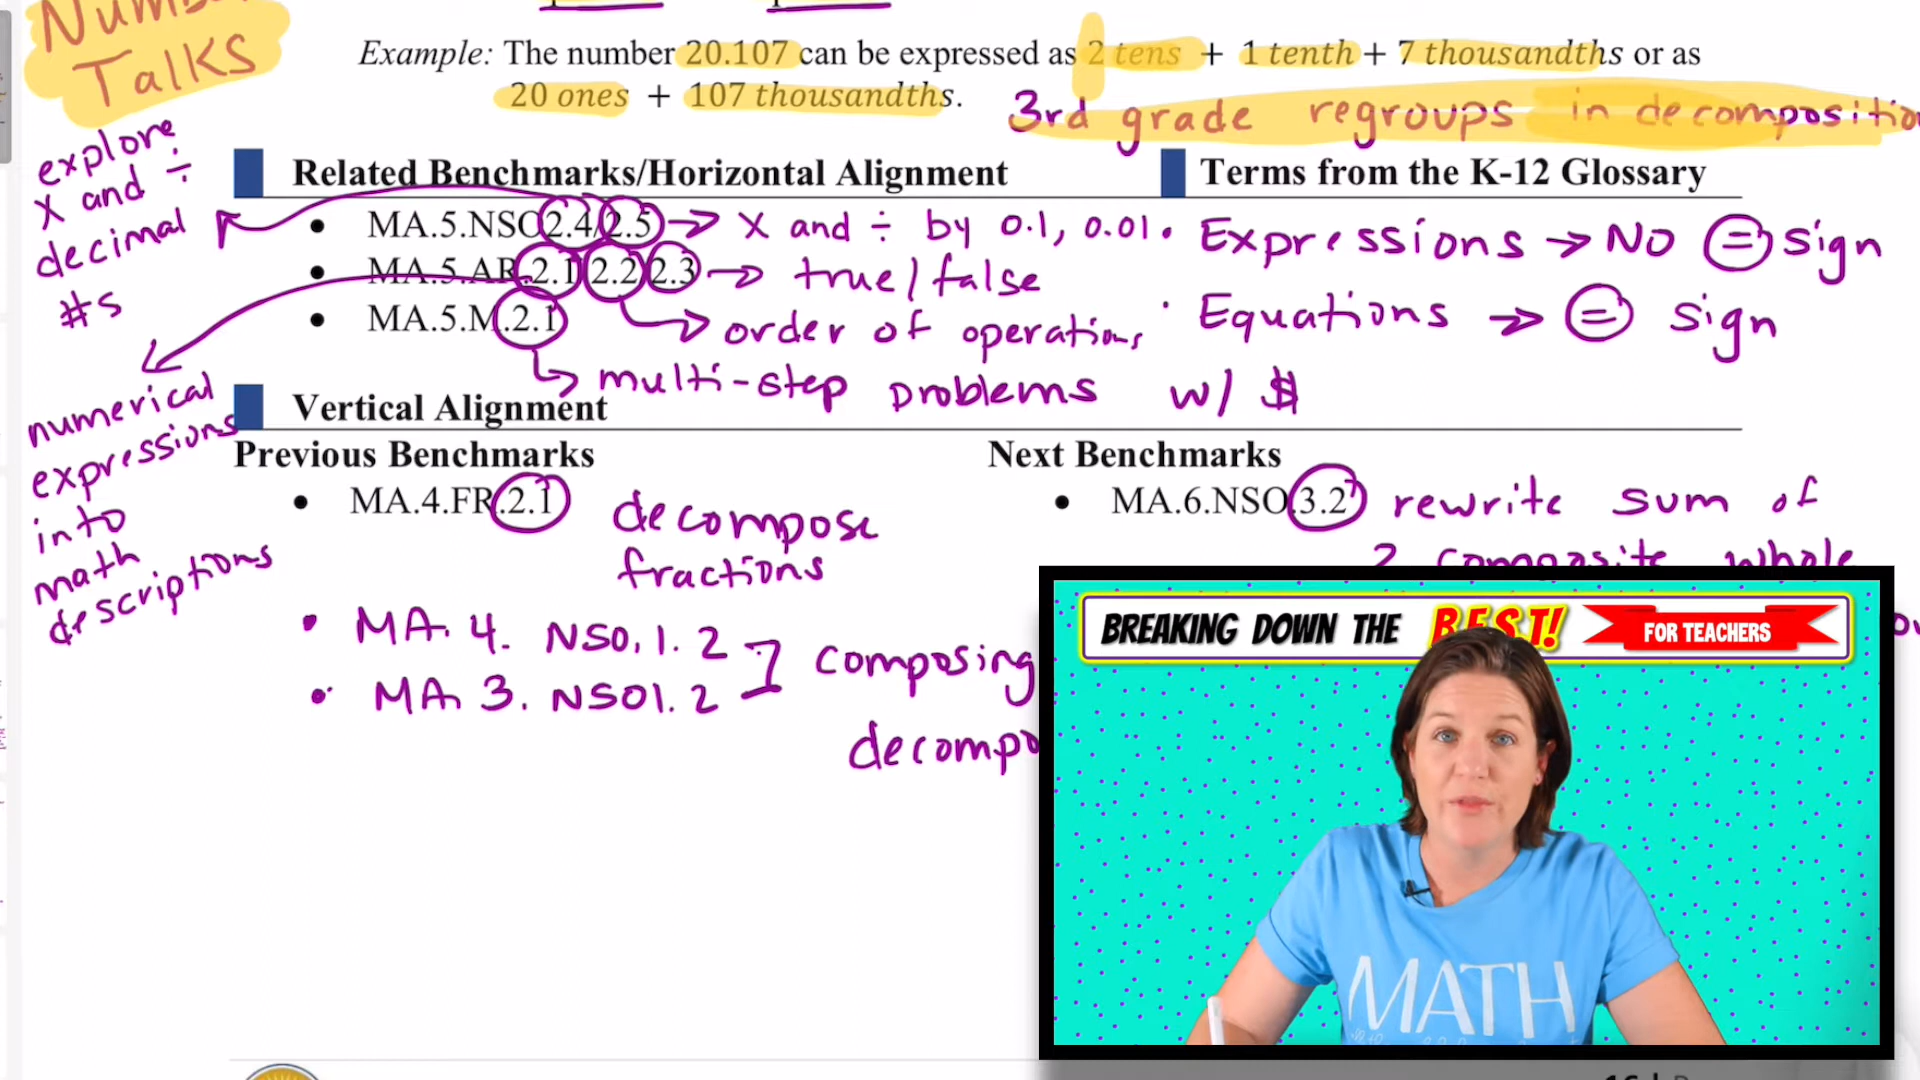 Number
Talks
Example: The number 20.107 can be expressed as 2 tens + 1 tenth + 7 thousandths or as
20 ones + 107 thousandths.
3rd grade regroups in decomposition
explore
x and ÷
decimal
#s
Related Benchmarks/Horizontal Alignment
• MA.5.NSO.2.4/2.5 → x and ÷ by 0.1, 0.01
• MA.5.AR.2.1/2.2/2.3 → true/false
→ order of operations
• MA.5.M.2.1
→ multi-step problems w/ $
numerical
expressions
into
math
descriptions
Terms from the K-12 Glossary
• Expressions → NO = sign
• Equations → = sign
Vertical Alignment
Previous Benchmarks
• MA.4.FR.2.1 decompose
fractions
• MA. 4. NSO. 1. 2
• MA. 3. NSO1. 2
composing
Next Benchmarks
• MA.6.NSO.3.2 rewrite sum of
2 composite whole
BREAKING DOWN THE BEST!
FOR TEACHERS
MATH